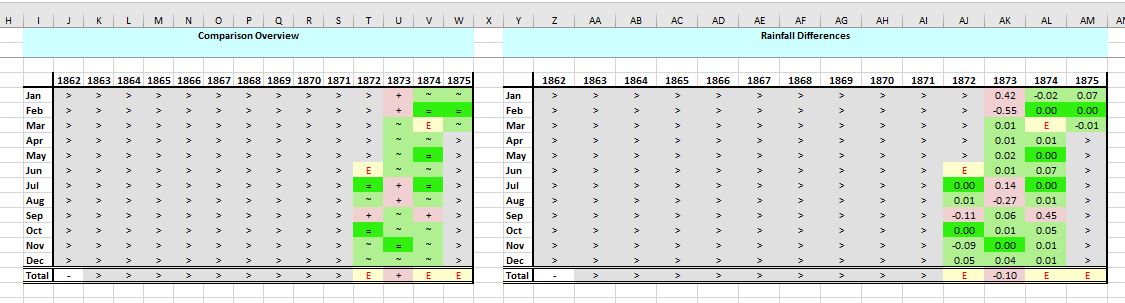 H I J K L M N O P Q R S T U V W X Y Z AA AB AC AD AE AF AG AH AI AJ AK AL AM
Comparison Overview Rainfall Differences
1862 1863 1864 1865 1866 1867 1868 1869 1870 1871 1872 1873 1874 1875 1862 1863 1864 1865 1866 1867 1868 1869 1870 1871 1872 1873 1874 1875
Jan > > > > > > > > > > > + ~ ~ Jan > > > > > > > > > > > 0.42 -0.02 0.07
Feb > > > > > > > > > > > + = = Feb > > > > > > > > > > > -0.55 0.00 0.00
Mar > > > > > > > > > > > ~ E ~ Mar > > > > > > > > > > > 0.01 E -0.01
Apr > > > > > > > > > > > ~ ~ > Apr > > > > > > > > > > > 0.01 0.01 >
May > > > > > > > > > > > ~ = > May > > > > > > > > > > > 0.02 0.00 >
Jun > > > > > > > > > > E ~ ~ > Jun > > > > > > > > > > E 0.01 0.07 >
Jul > > > > > > > > > > = + = > Jul > > > > > > > > > > 0.00 0.14 0.00 >
Aug > > > > > > > > > > ~ + ~ > Aug > > > > > > > > > > 0.01 -0.27 0.01 >
Sep > > > > > > > > > > + ~ + > Sep > > > > > > > > > > -0.11 0.06 0.45 >
Oct > > > > > > > > > > = ~ ~ > Oct > > > > > > > > > > 0.00 0.01 0.05 >
Nov > > > > > > > > > > ~ = ~ > Nov > > > > > > > > > > -0.09 0.00 0.01 >
Dec > > > > > > > > > > ~ ~ ~ > Dec > > > > > > > > > > 0.05 0.04 0.01 >
Total - > > > > > > > > > E + E E Total - > > > > > > > > > E -0.10 E E